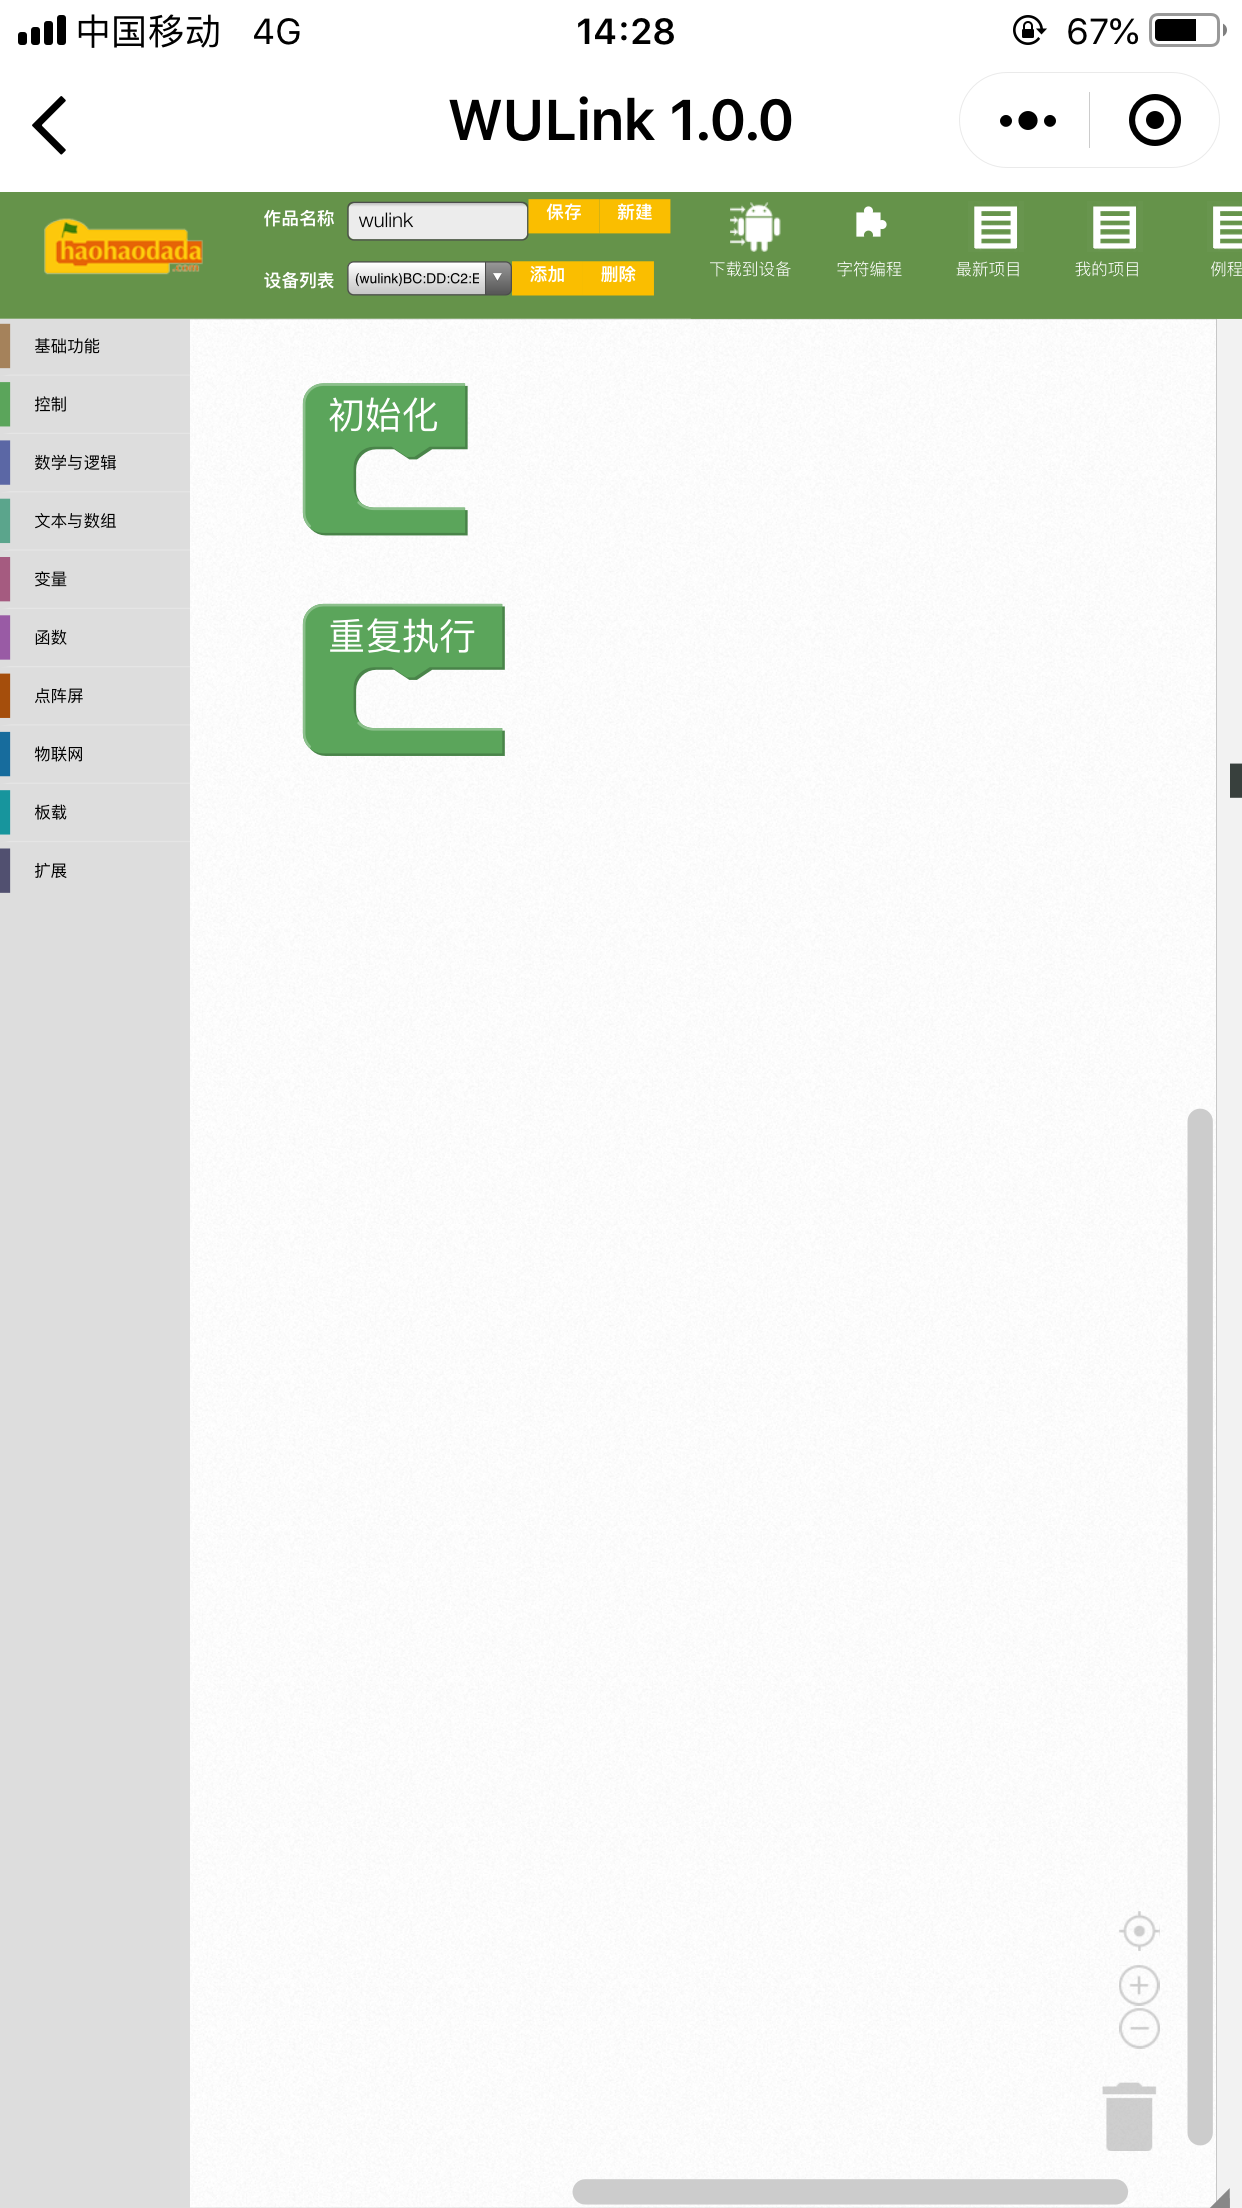 中国移动 4G 14:28 67%
WULink 1.0.0
haohaodada
.com
作品名称 wulink 保存 新建
设备列表 (wulink)BC:DD:C2:E 添加 删除
下载到设备 字符编程 最新项目 我的项目 例程
基础功能
控制
数学与逻辑
文本与数组
变量
函数
点阵屏
物联网
板载
扩展
初始化
重复执行